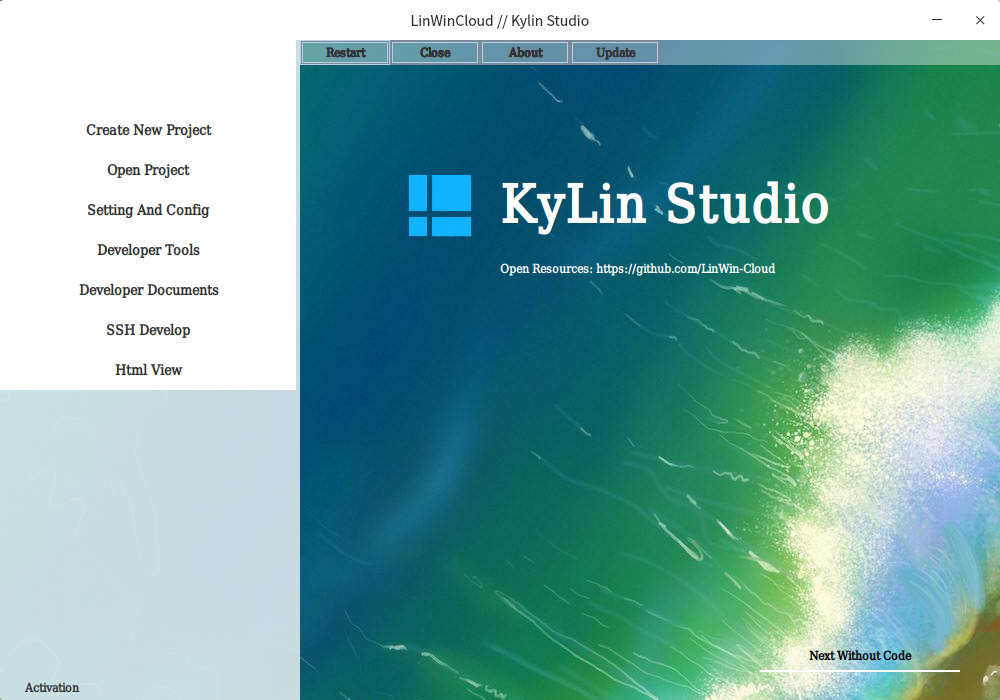 LinWinCloud // Kylin Studio
Restart Close About Update
Create New Project
Open Project
Setting And Config
Developer Tools
Developer Documents
SSH Develop
Html View
KyLin Studio
Open Resources: https://github.com/LinWin-Cloud
Next Without Code
Activation